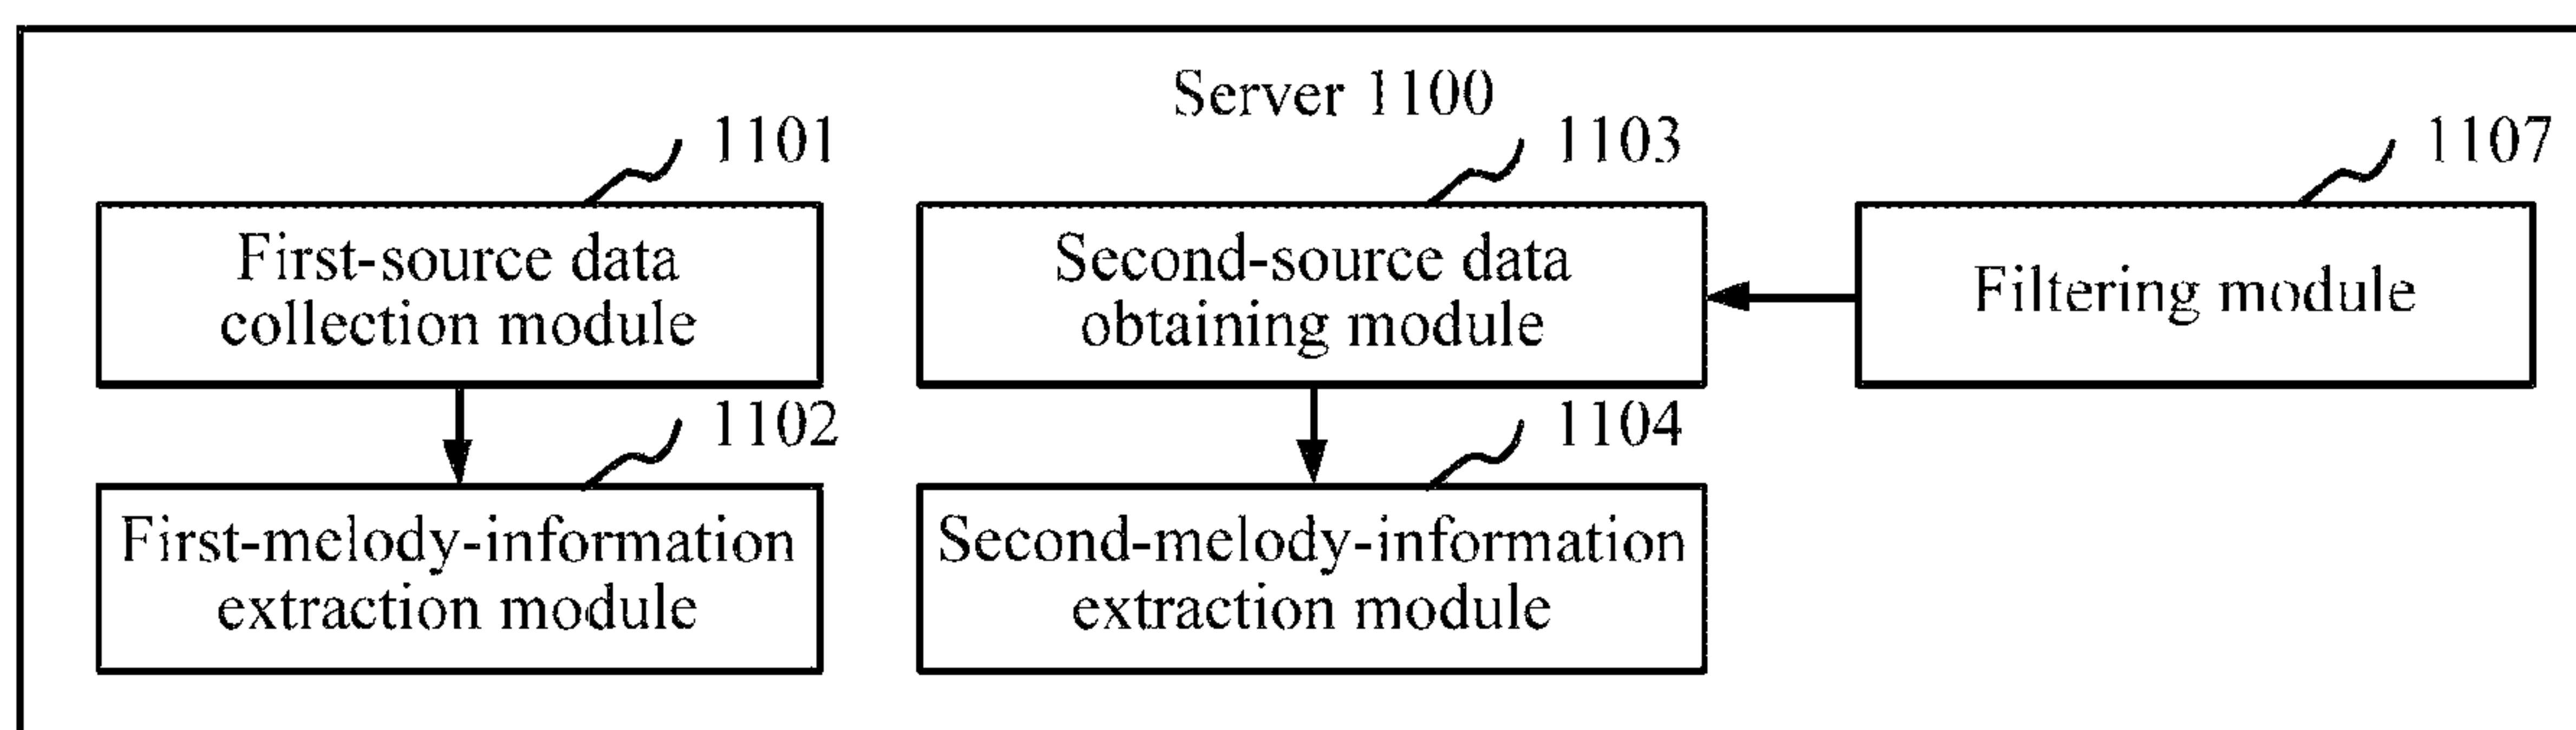 Server 1100
1101
1103
1107
First-source data
collection module
Second-source data
obtaining module
Filtering module
1102
1104
First-melody-information
extraction module
Second-melody-information
extraction module